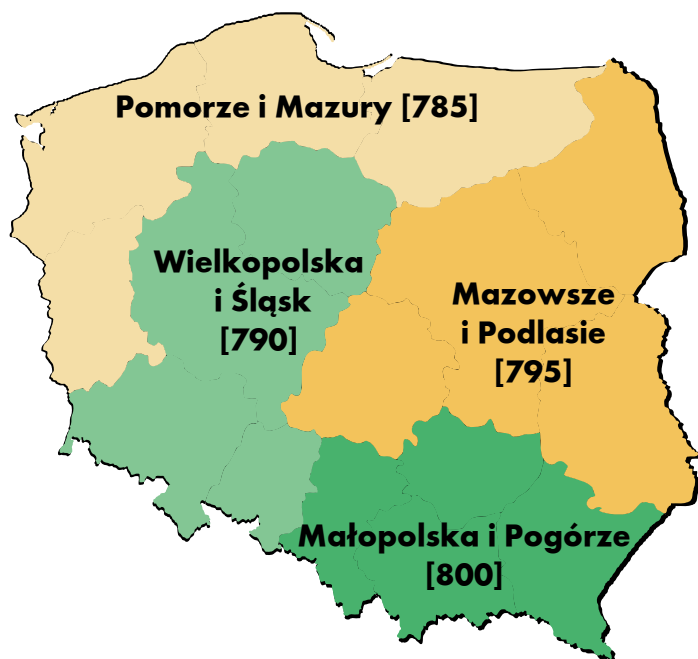 Pomorze i Mazury [785]
Wielkopolska
i Śląsk
[790]
Mazowsze
i Podlasie
[795]
Małopolska i Pogórze
[800]